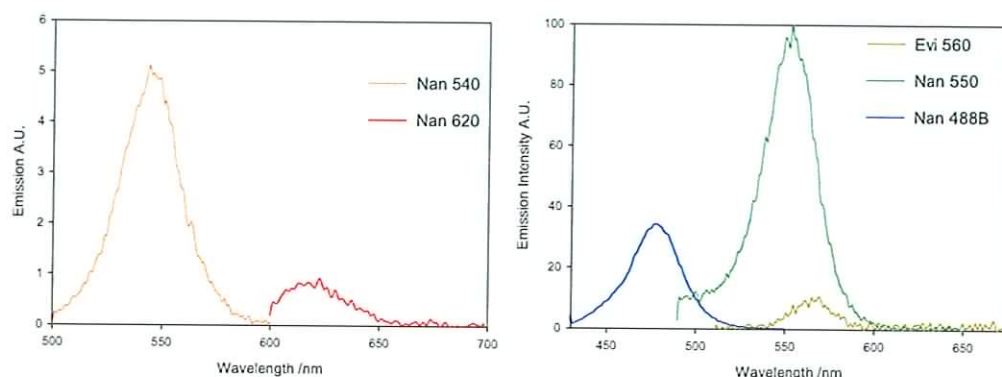 6
5
4
3
2
1
0
500
550
600
650
700
Emission A.U.
Wavelength /nm
Nan 540
Nan 620
100
80
60
40
20
0
450
500
550
600
650
Emission Intensity A.U.
Wavelength /nm
Evi 560
Nan 550
Nan 488B